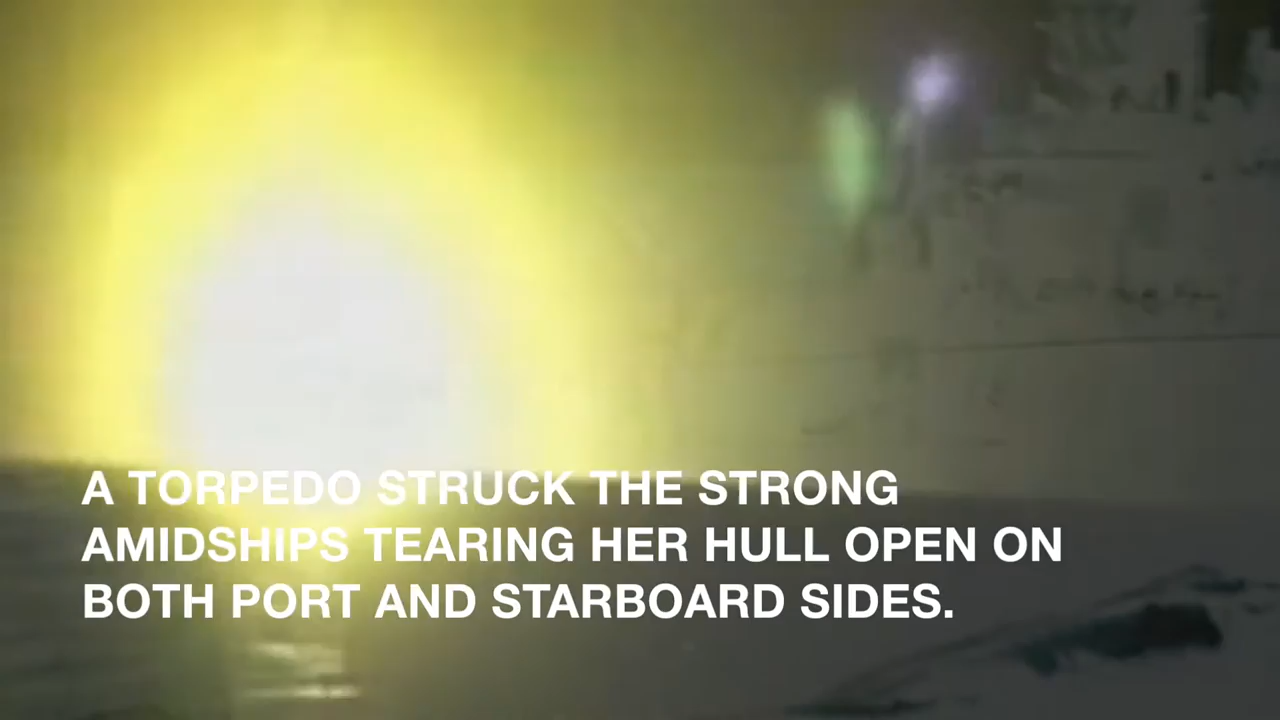 A TORPEDO STRUCK THE STRONG
AMIDSHIPS TEARING HER HULL OPEN ON
BOTH PORT AND STARBOARD SIDES.